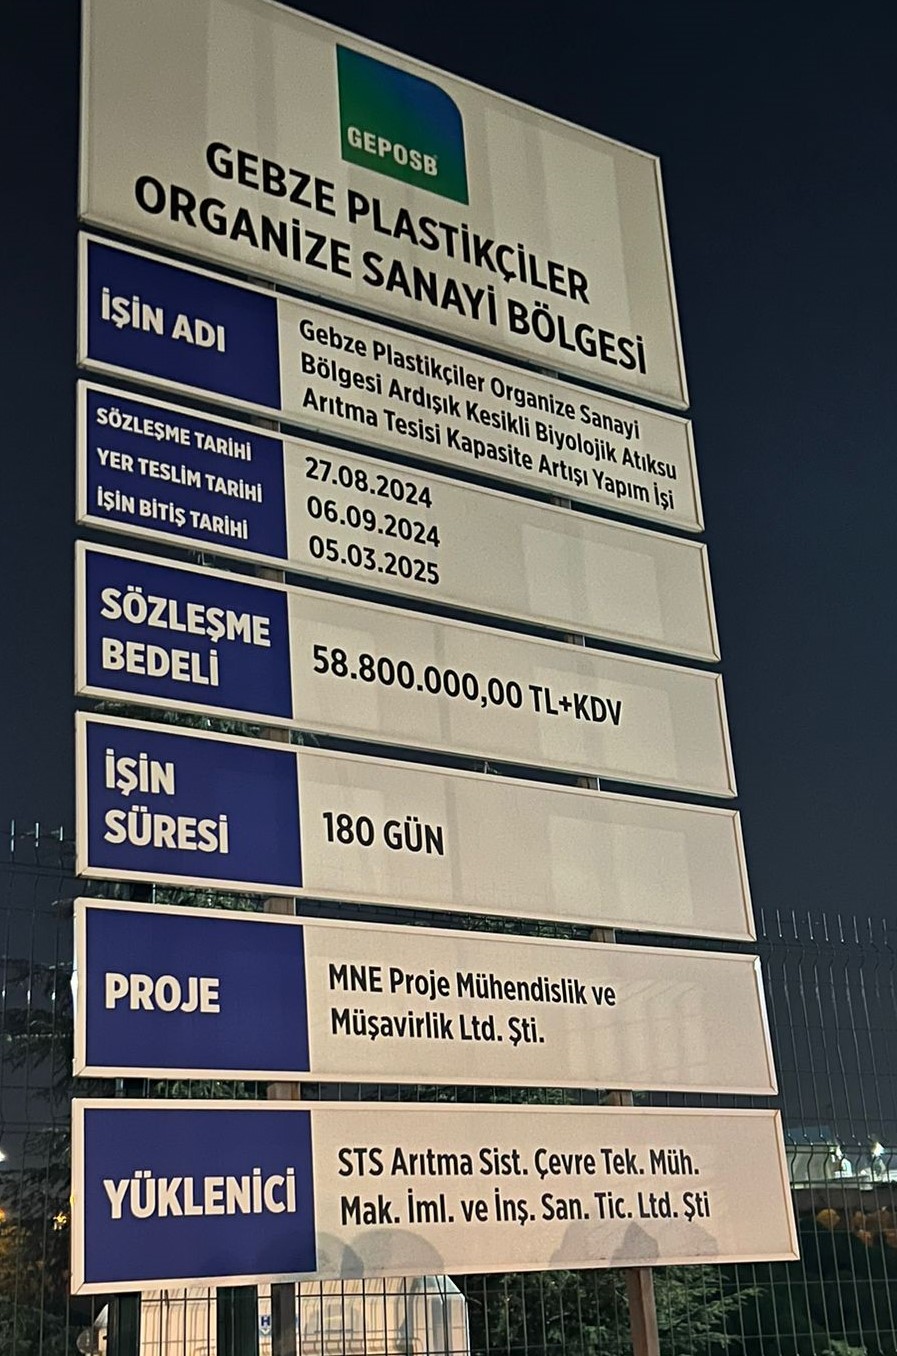 GEPOSB
GEBZE PLASTİKÇİLER
ORGANİZE SANAYİ BÖLGESİ
İŞİN ADI
Gebze Plastikçiler Organize Sanayi
Bölgesi Ardışık Kesikli Biyolojik Atıksu
Arıtma Tesisi Kapasite Artışı Yapım İşi
SÖZLEŞME TARİHİ
27.08.2024
YER TESLİM TARİHİ
06.09.2024
İŞİN BİTİŞ TARİHİ
05.03.2025
SÖZLEŞME
BEDELİ
58.800.000,00 TL+KDV
İŞİN
SÜRESİ
180 GÜN
PROJE
MNE Proje Mühendislik ve
Müşavirlik Ltd. Şti.
YÜKLENİCİ
STS Arıtma Sist. Çevre Tek. Müh.
Mak. İml. ve İnş. San. Tic. Ltd. Şti